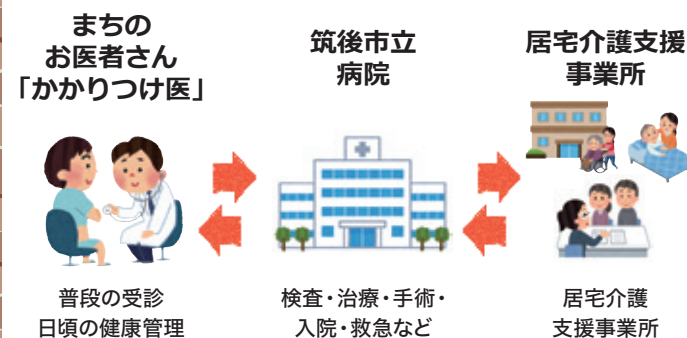 まちの
お医者さん
「かかりつけ医」
筑後市立
病院
居宅介護支援
事業所
普段の受診
日頃の健康管理
検査・治療・手術・
入院・救急など
居宅介護
支援事業所